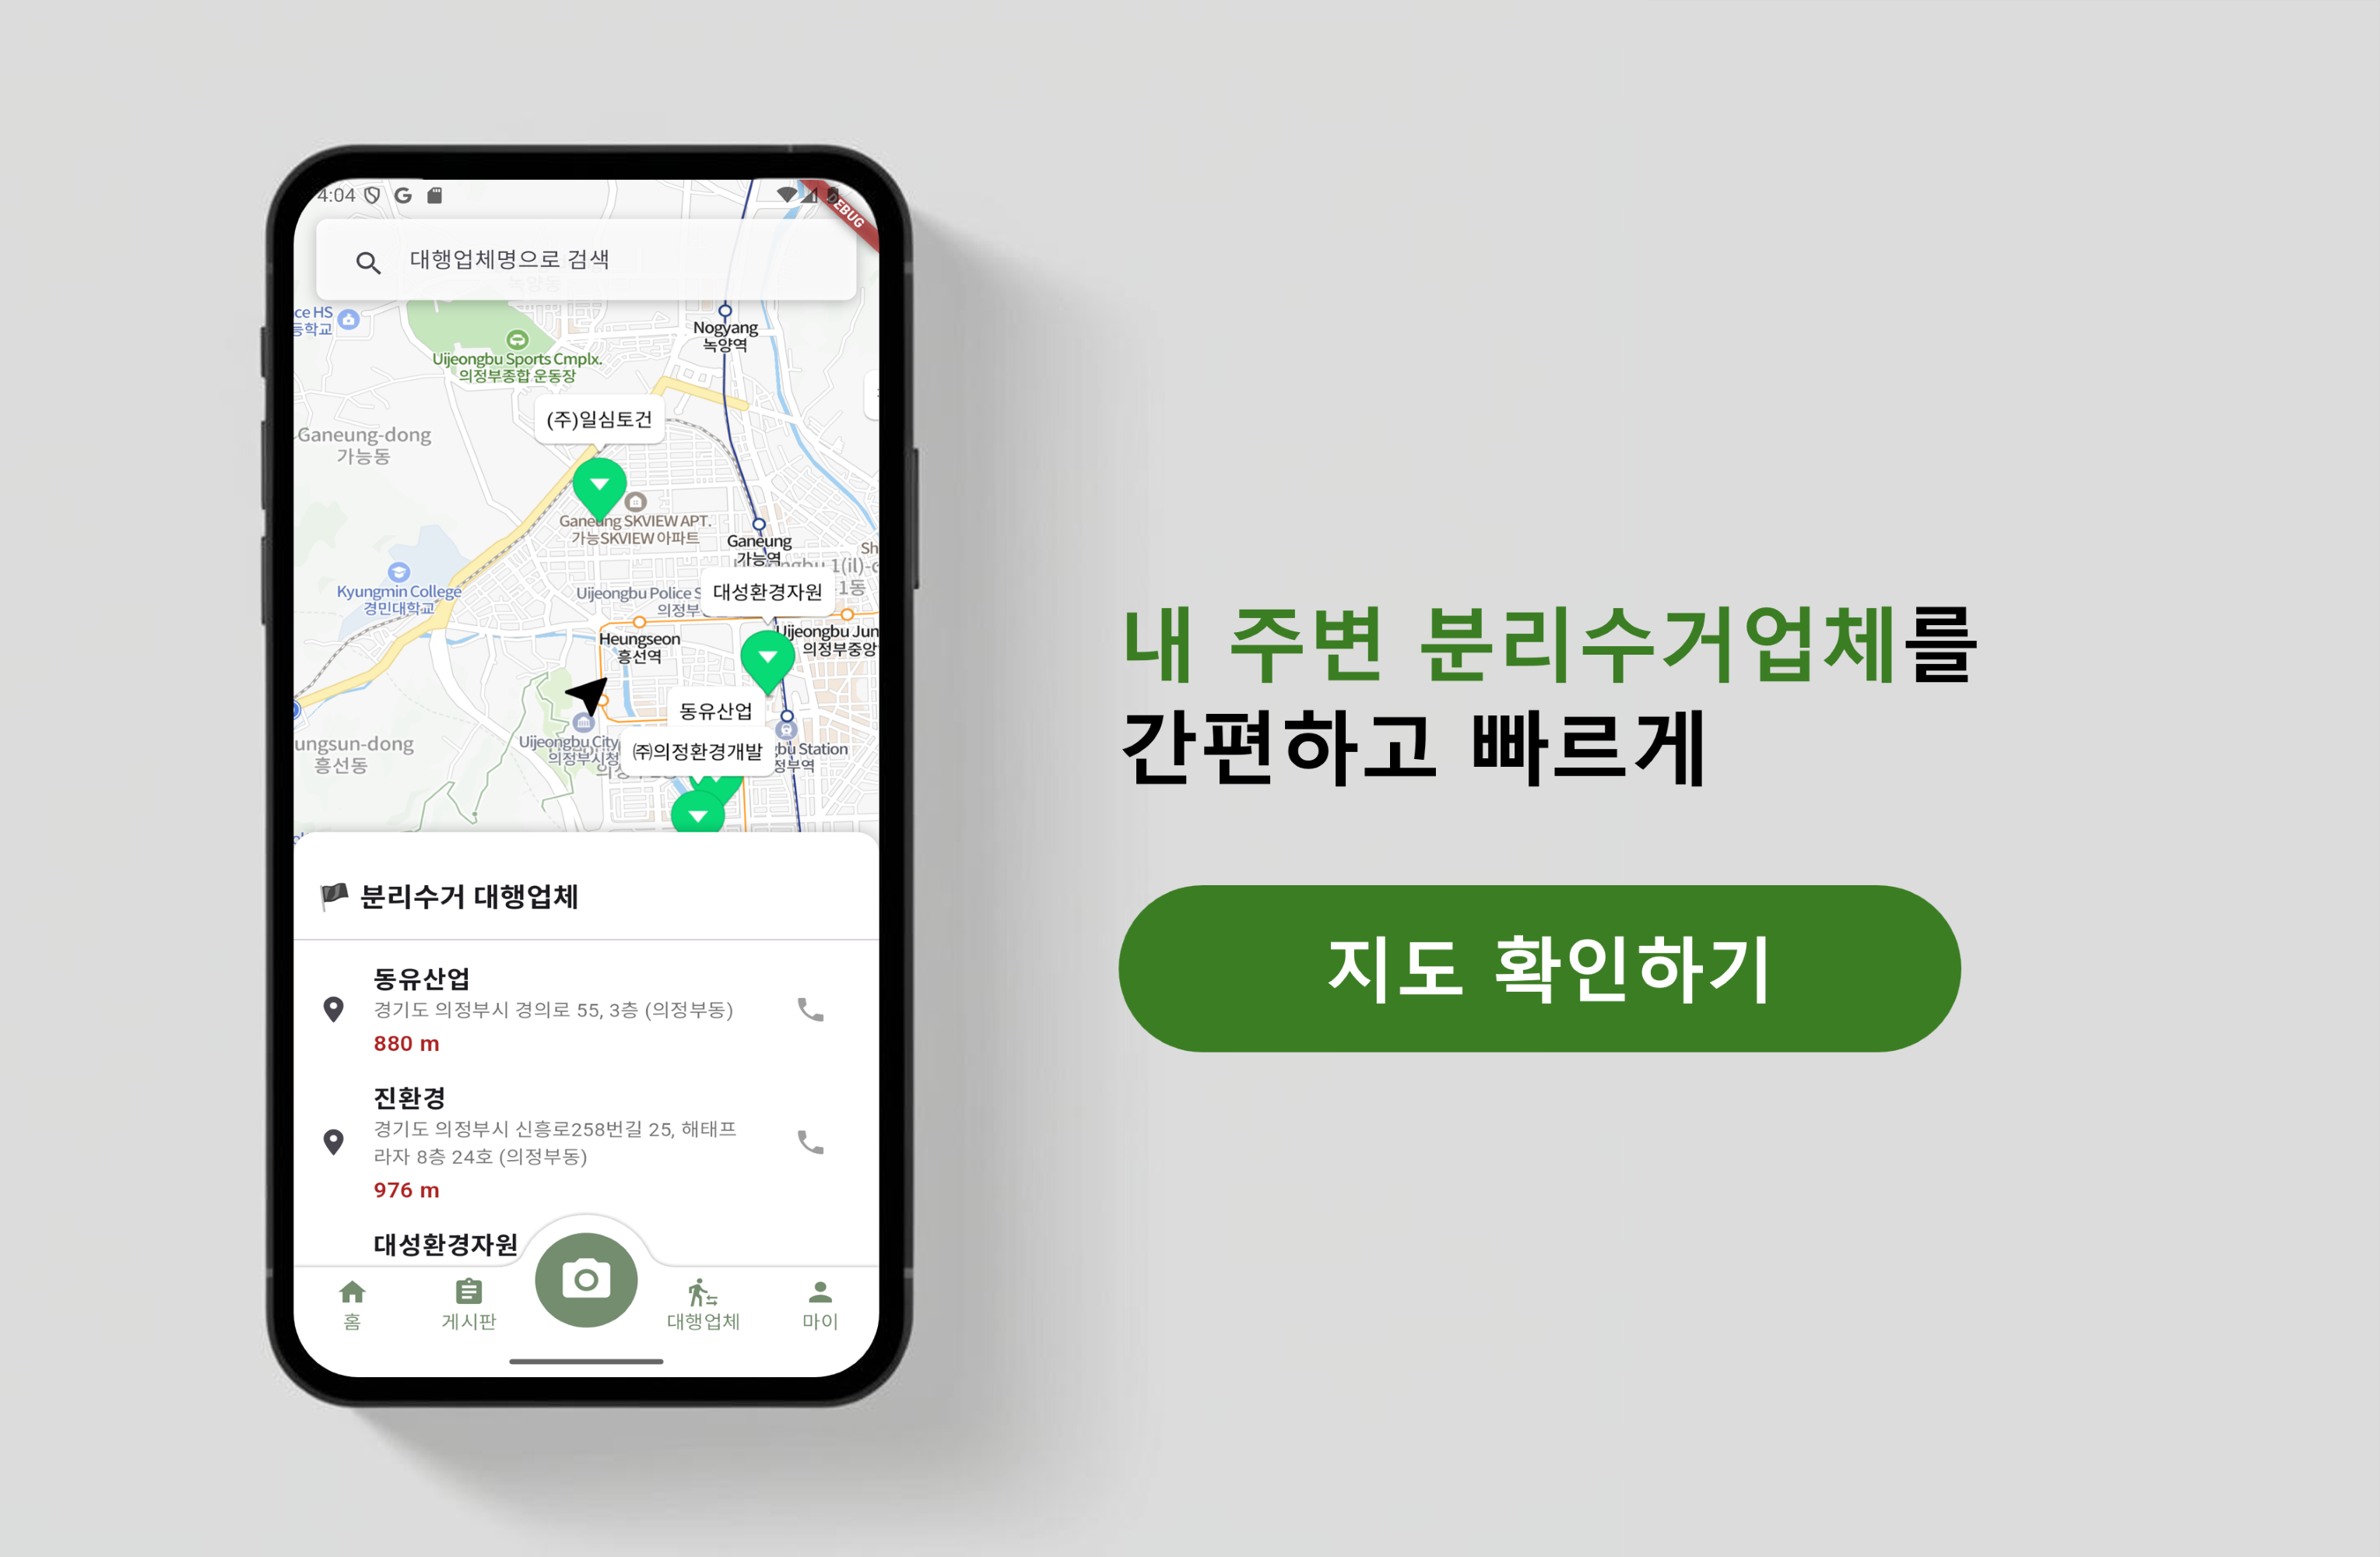 4:04
EBUG
대행업체명으로 검색
녹양동
ce HS
등학교
Nogyang
녹양역
Uijeongbu Sports Cmplx.
의정부종합 운동장
(주)일심토건
Ganeung-dong
가능동
Ganeung SKVIEW APT.
가능SKVIEW 아파트
Ganeung
가능역
Sh
ngbu 1(il)-d
1동
Kyungmin College
경민대학교
Uijeongbu Police S
의정부
대성환경자원
Heungseon
흥선역
Uijeongbu Jun
의정부중앙
동유산업
Uijeongbu City
의정부시청
㈜의정환경개발
bu Station
정부역
ungsun-dong
흥선동
분리수거 대행업체
동유산업
경기도 의정부시 경의로 55, 3층 (의정부동)
880 m
진환경
경기도 의정부시 신흥로258번길 25, 해태프
라자 8층 24호 (의정부동)
976 m
대성환경자원
홈
게시판
대행업체
마이
내 주변 분리수거업체를
간편하고 빠르게
지도 확인하기